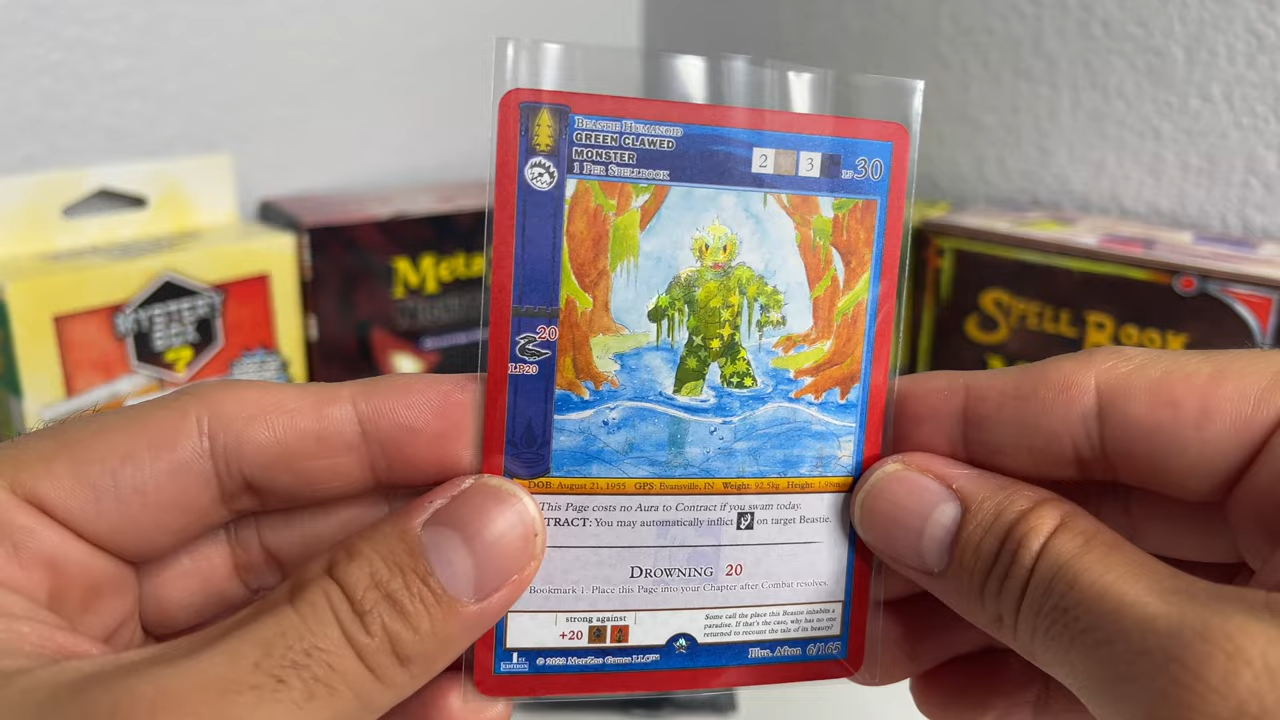 BEASTIE HUMANOID
GREEN CLAWED
MONSTER
1 PER SPELLBOOK
2 3 LP 30
20
LP20
DOB: August 21, 1955 GPS: Evansville, IN Weight: 92.5kg Height: 1.98m
This Page costs no Aura to Contract if you swam today.
TRACT: You may automatically inflict on target Beastie.
DROWNING 20
Bookmark 1. Place this Page into your Chapter after Combat resolves.
strong against
+20
Some call the place this Beastie inhabits a
paradise. If that's the case, why has no one
returned to recount the tale of its beauty?
1ST
EDITION
© 2022 MetaZoo Games LLC™
Illus. Afton 6/165
MYSTERY
BOX
?
Meta
SPELL BOOK